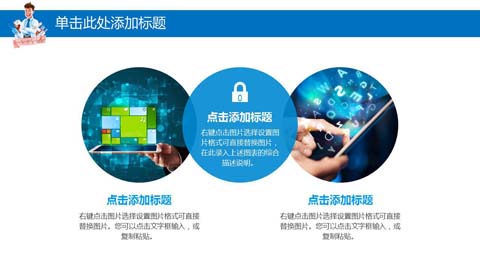 单击此处添加标题
点击添加标题
右键点击图片选择设置图
片格式可直接替换图片，
在此录入上述图表的综合
描述说明。
点击添加标题
右键点击图片选择设置图片格式可直接
替换图片。您可以点击文字框输入，或
复制粘贴。
点击添加标题
右键点击图片选择设置图片格式可直接
替换图片。您可以点击文字框输入，或
复制粘贴。